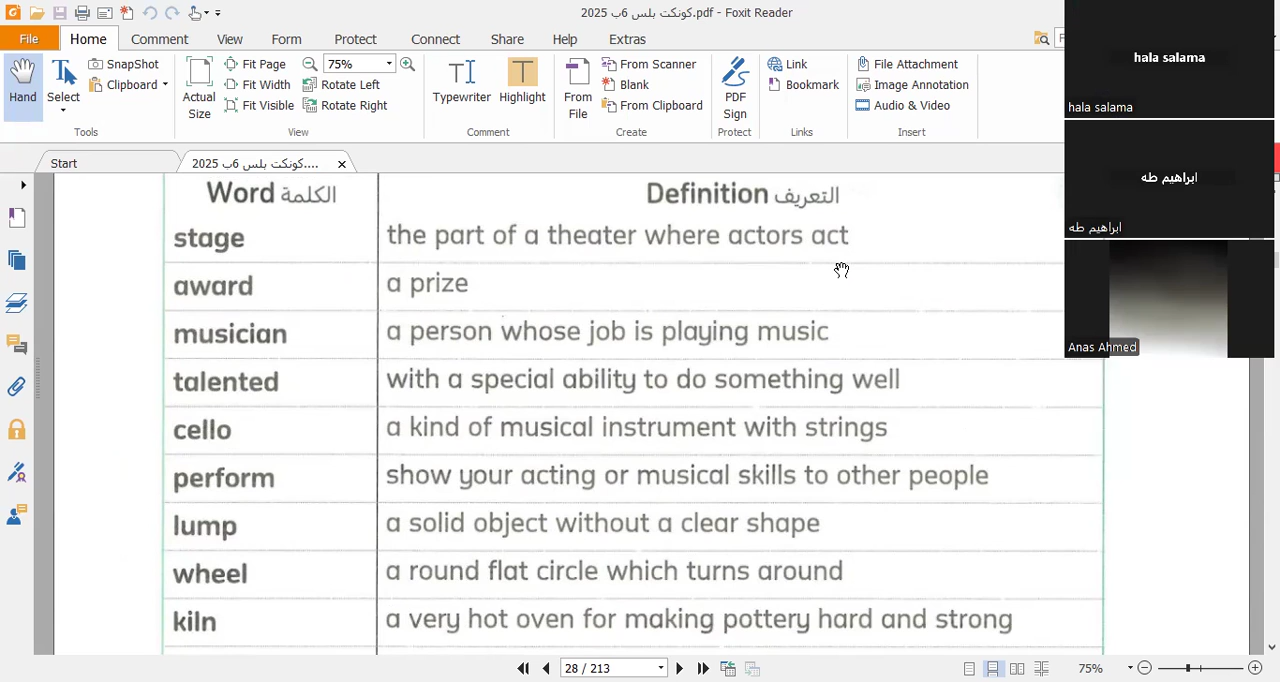 كونكت بلس 6ب 2025.pdf - Foxit Reader
File Home Comment View Form Protect Connect Share Help Extras
Hand
Select
SnapShot
Clipboard
Tools
Actual Size
Fit Page
Fit Width
Fit Visible
75%
Rotate Left
Rotate Right
View
Typewriter
Highlight
Comment
From File
From Scanner
Blank
From Clipboard
Create
PDF Sign
Protect
Link
Bookmark
Links
File Attachment
Image Annotation
Audio & Video
Insert
hala salama
hala salama
ابراهيم طه
ابراهيم طه
Anas Ahmed
Start
كونكت بلس 6ب 2025....
Word الكلمة Definition التعريف
stage the part of a theater where actors act
award a prize
musician a person whose job is playing music
talented with a special ability to do something well
cello a kind of musical instrument with strings
perform show your acting or musical skills to other people
lump a solid object without a clear shape
wheel a round flat circle which turns around
kiln a very hot oven for making pottery hard and strong
28 / 213
75%